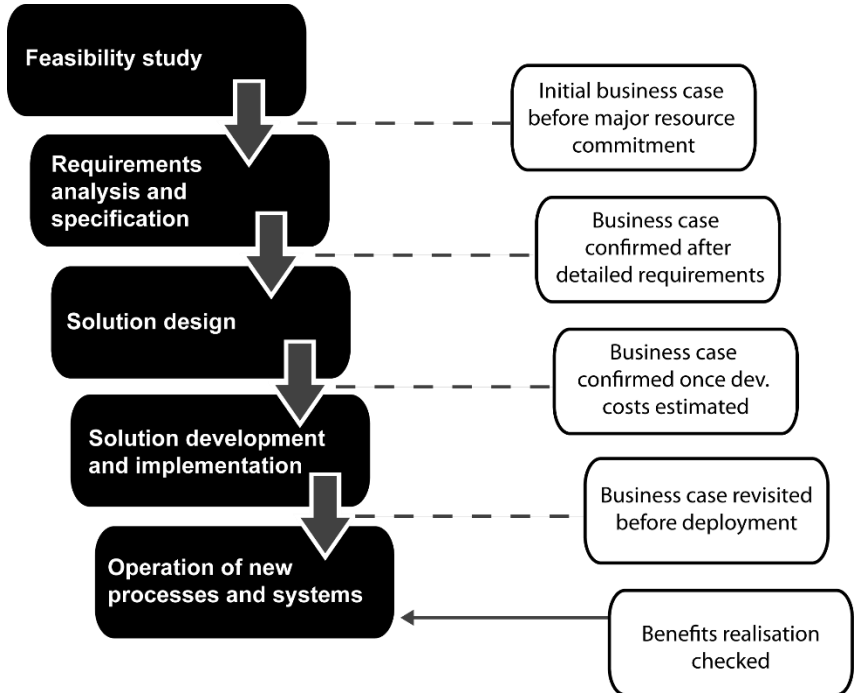 Feasibility study
Initial business case
before major resource
commitment
Requirements
analysis and
specification
Business case
confirmed after
detailed requirements
Solution design
Business case
confirmed once dev.
costs estimated
Solution development
and implementation
Business case revisited
before deployment
Operation of new
processes and systems
Benefits realisation
checked